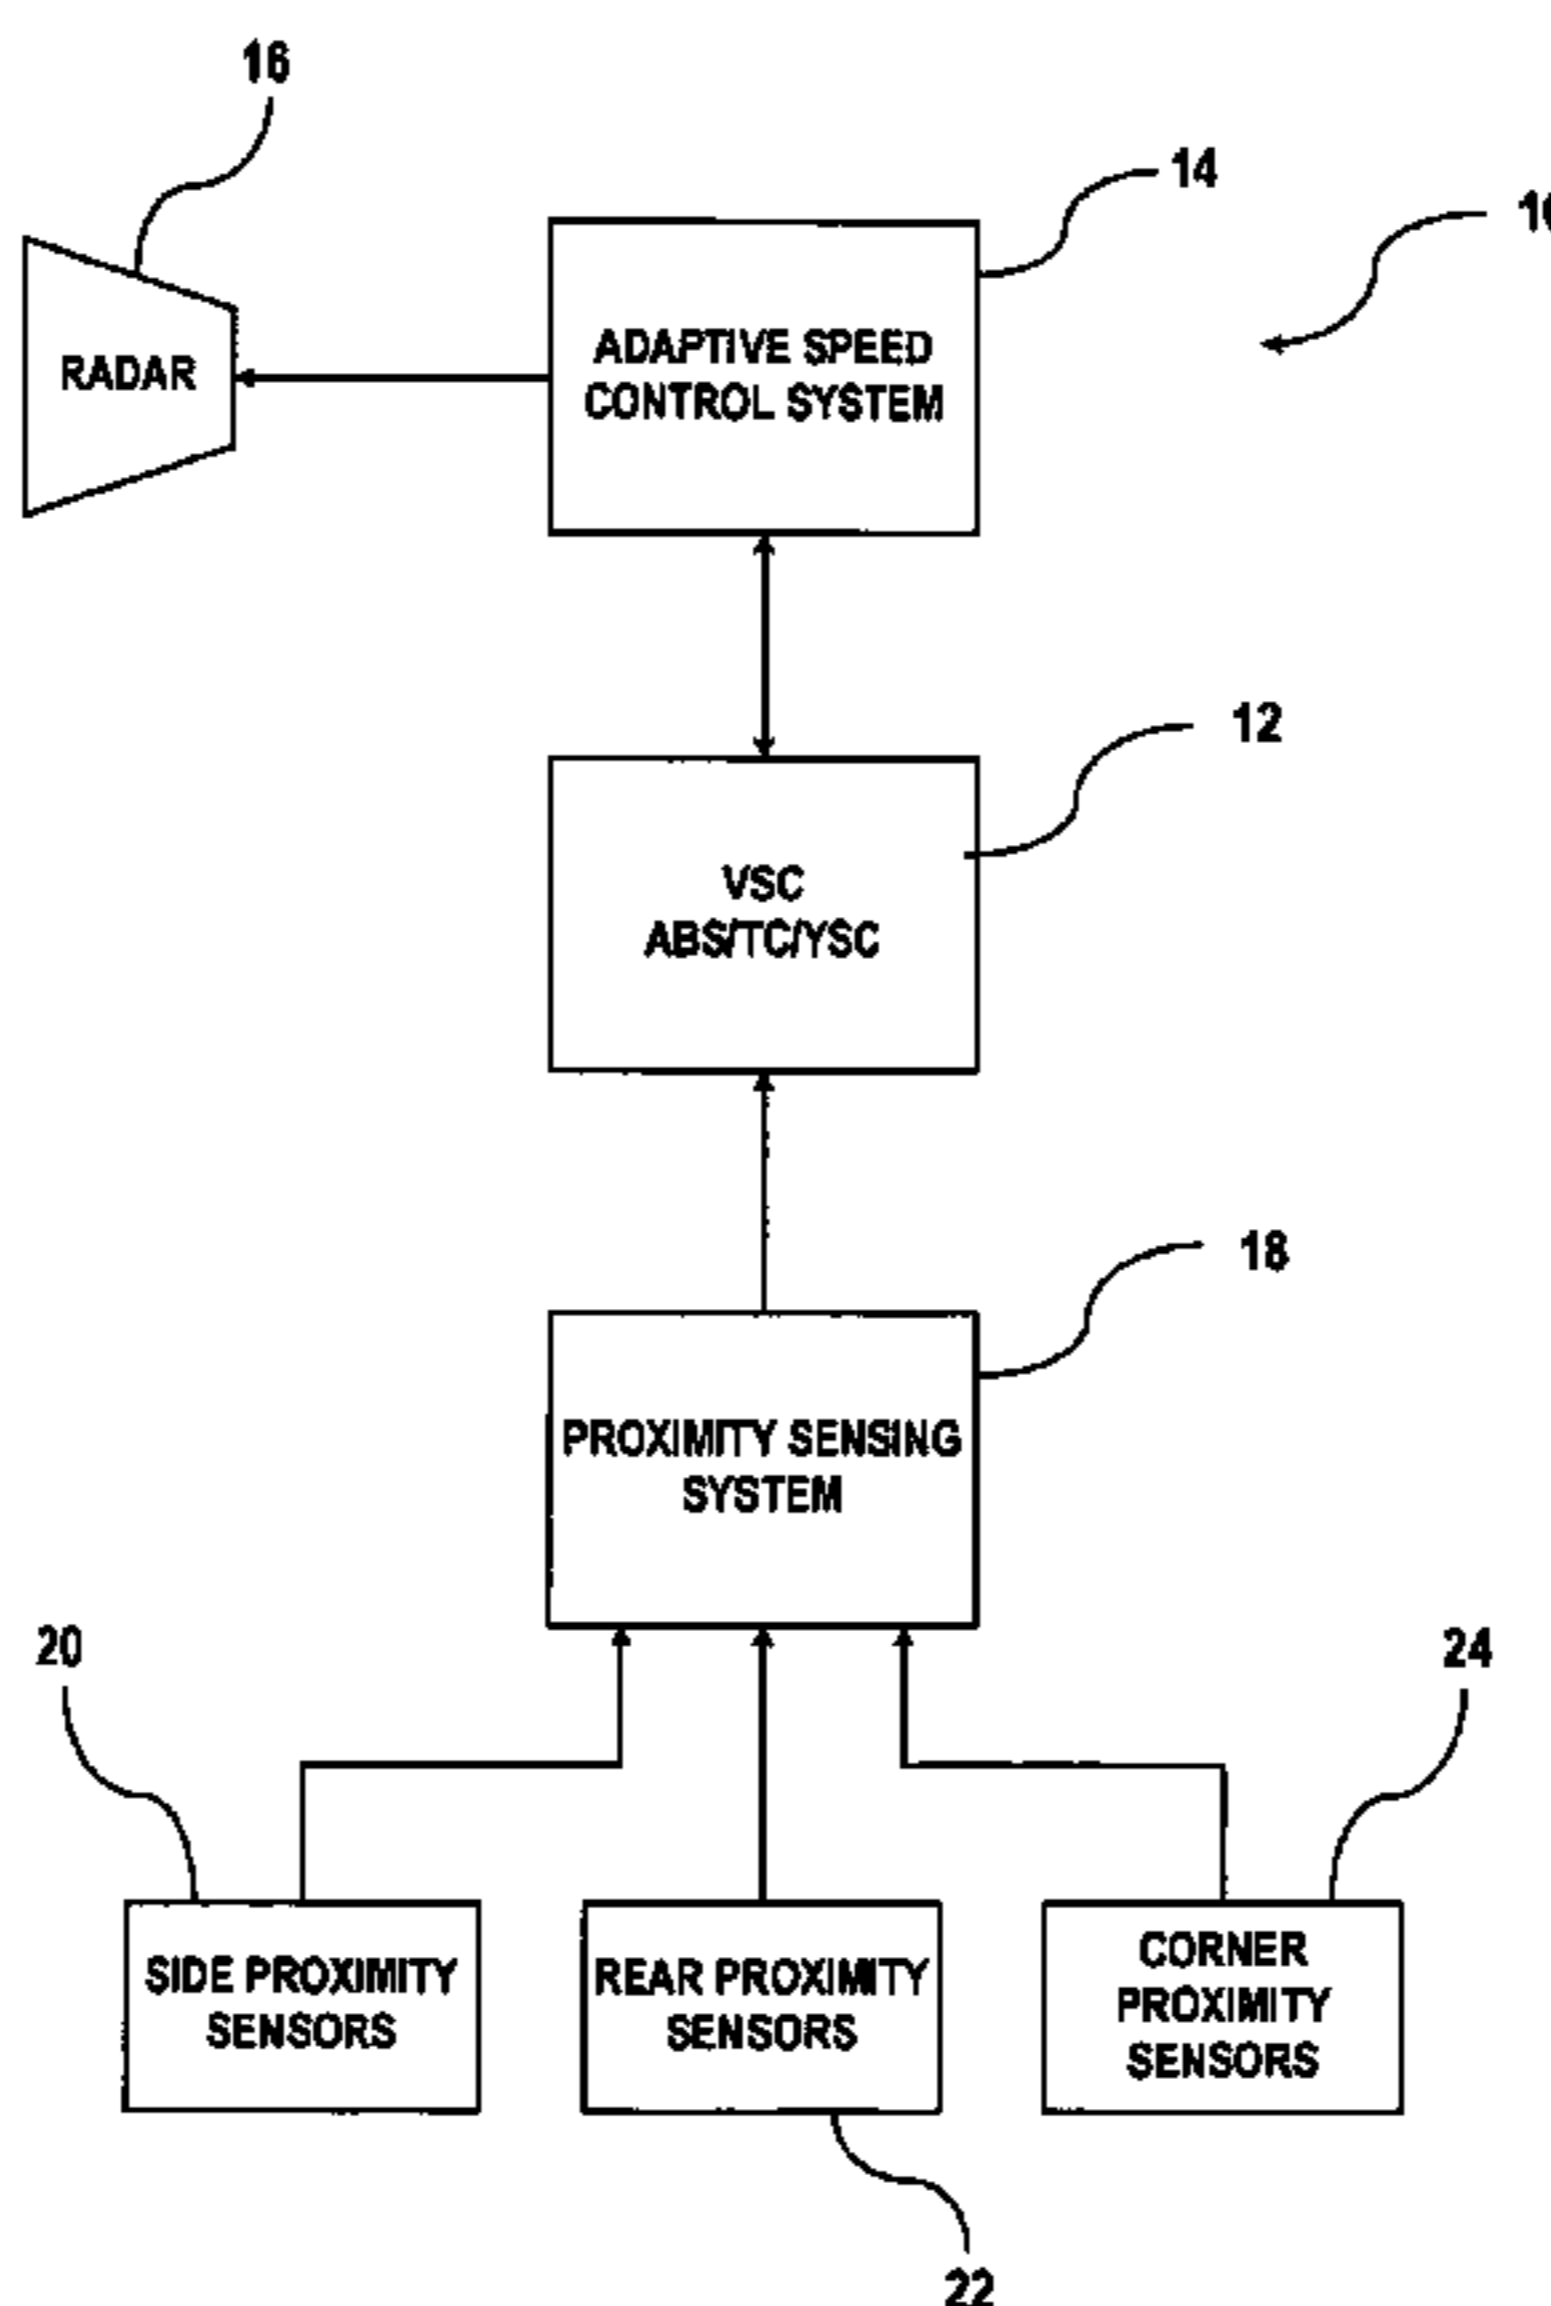 16
14
RADAR
ADAPTIVE SPEED
CONTROL SYSTEM
12
VSC
ABS/TC/YSC
18
PROXIMITY SENSING
SYSTEM
20
24
SIDE PROXIMITY
SENSORS
REAR PROXIMITY
SENSORS
CORNER
PROXIMITY
SENSORS
22